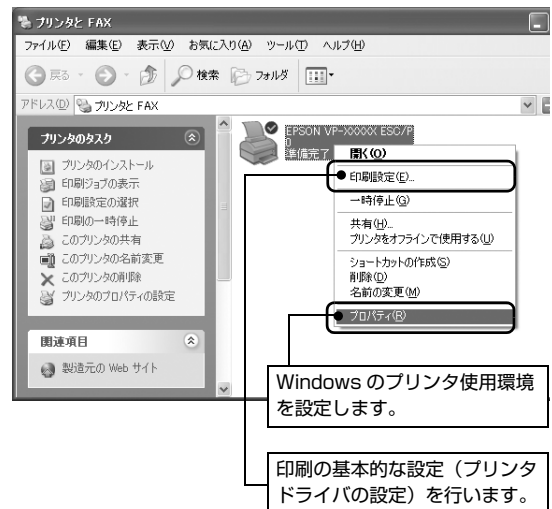 プリンタと FAX
ファイル(F) 編集(E) 表示(V) お気に入り(A) ツール(T) ヘルプ(H)
戻る 検索 フォルダ
アドレス(D) プリンタと FAX
プリンタのタスク
プリンタのインストール
印刷ジョブの表示
印刷設定の選択
印刷の一時停止
このプリンタの共有
このプリンタの名前変更
このプリンタの削除
プリンタのプロパティの設定
関連項目
製造元の Web サイト
EPSON VP-XXXXX ESC/P
0
準備完了
開く(O)
印刷設定(E)...
一時停止(G)
共有(H)...
プリンタをオフラインで使用する(U)
ショートカットの作成(S)
削除(D)
名前の変更(M)
プロパティ(R)
Windows のプリンタ使用環境
を設定します。
印刷の基本的な設定（プリンタ
ドライバの設定）を行います。